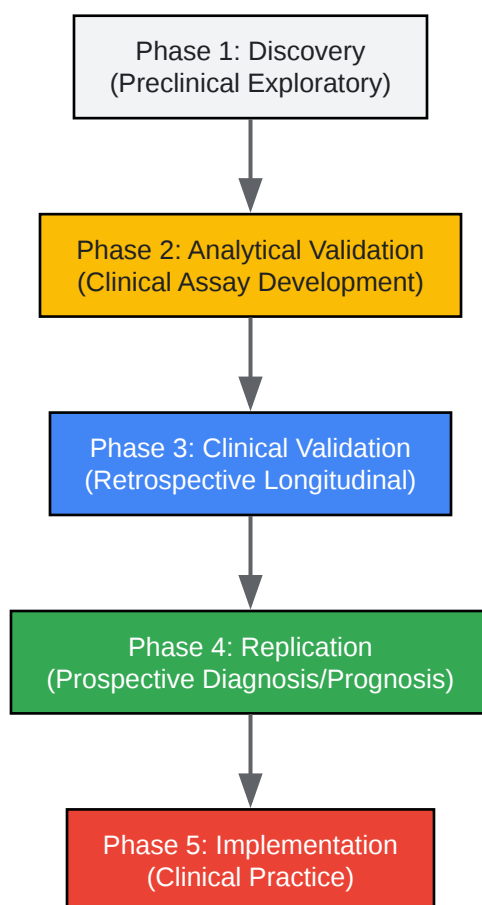 Phase 1: Discovery
(Preclinical Exploratory)
Phase 2: Analytical Validation
(Clinical Assay Development)
Phase 3: Clinical Validation
(Retrospective Longitudinal)
Phase 4: Replication
(Prospective Diagnosis/Prognosis)
Phase 5: Implementation
(Clinical Practice)